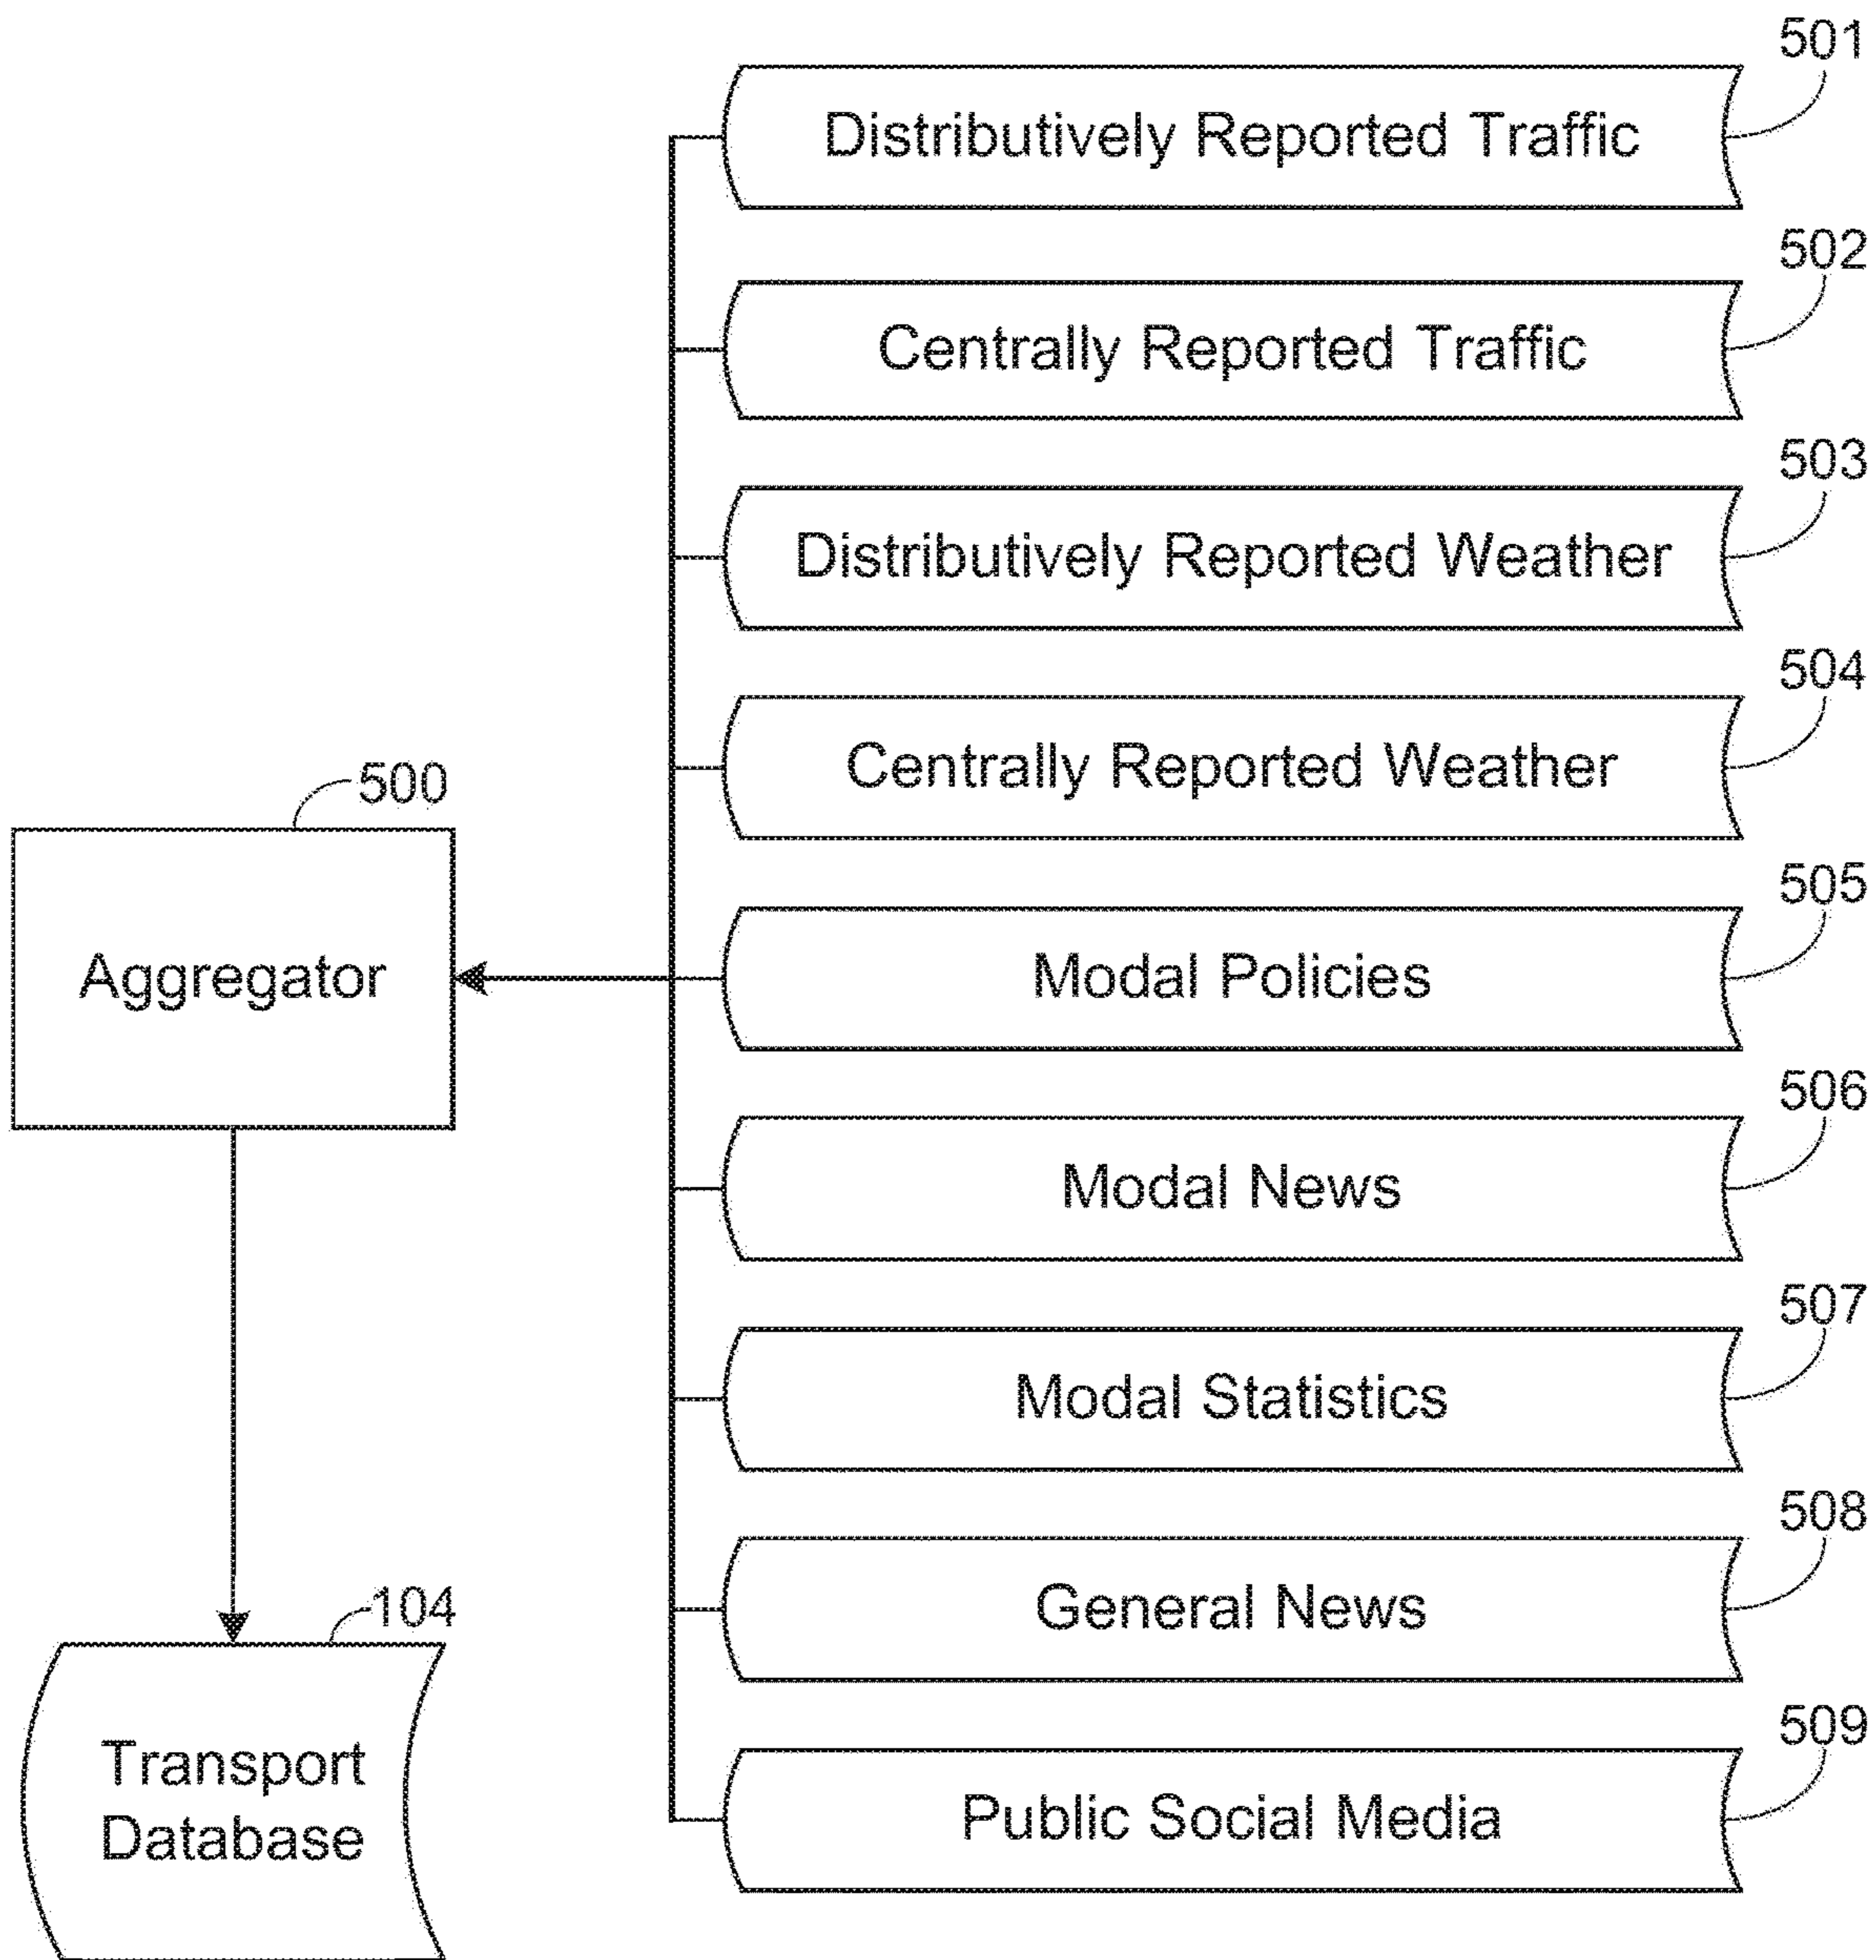 501
Distributively Reported Traffic
502
Centrally Reported Traffic
503
Distributively Reported Weather
504
Centrally Reported Weather
500
Aggregator
505
Modal Policies
506
Modal News
507
Modal Statistics
508
General News
104
Transport
Database
509
Public Social Media